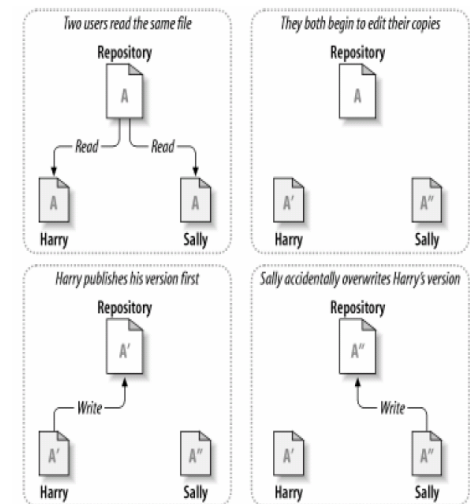 Two users read the same file
Repository
A
Read Read
A A
Harry Sally
They both begin to edit their copies
Repository
A
A' A"
Harry Sally
Harry publishes his version first
Repository
A'
Write
A' A"
Harry Sally
Sally accidentally overwrites Harry's version
Repository
A"
Write
A' A"
Harry Sally